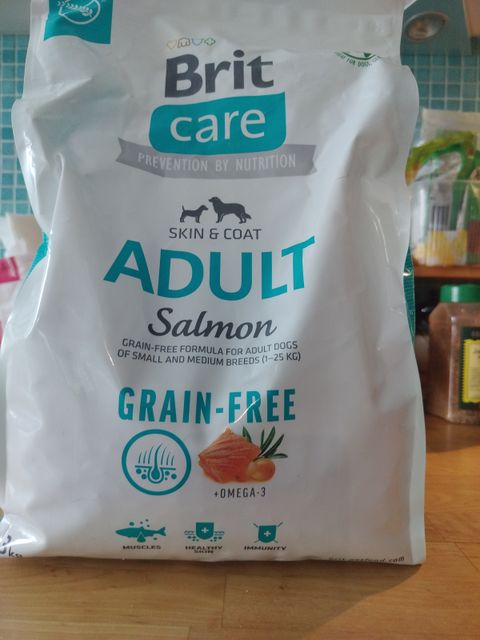 Brit
care
PREVENTION BY NUTRITION
SKIN & COAT
ADULT
Salmon
GRAIN-FREE FORMULA FOR ADULT DOGS
OF SMALL AND MEDIUM BREEDS (1–25 KG)
GRAIN-FREE
+OMEGA-3
MUSCLES
HEALTHY
SKIN
IMMUNITY